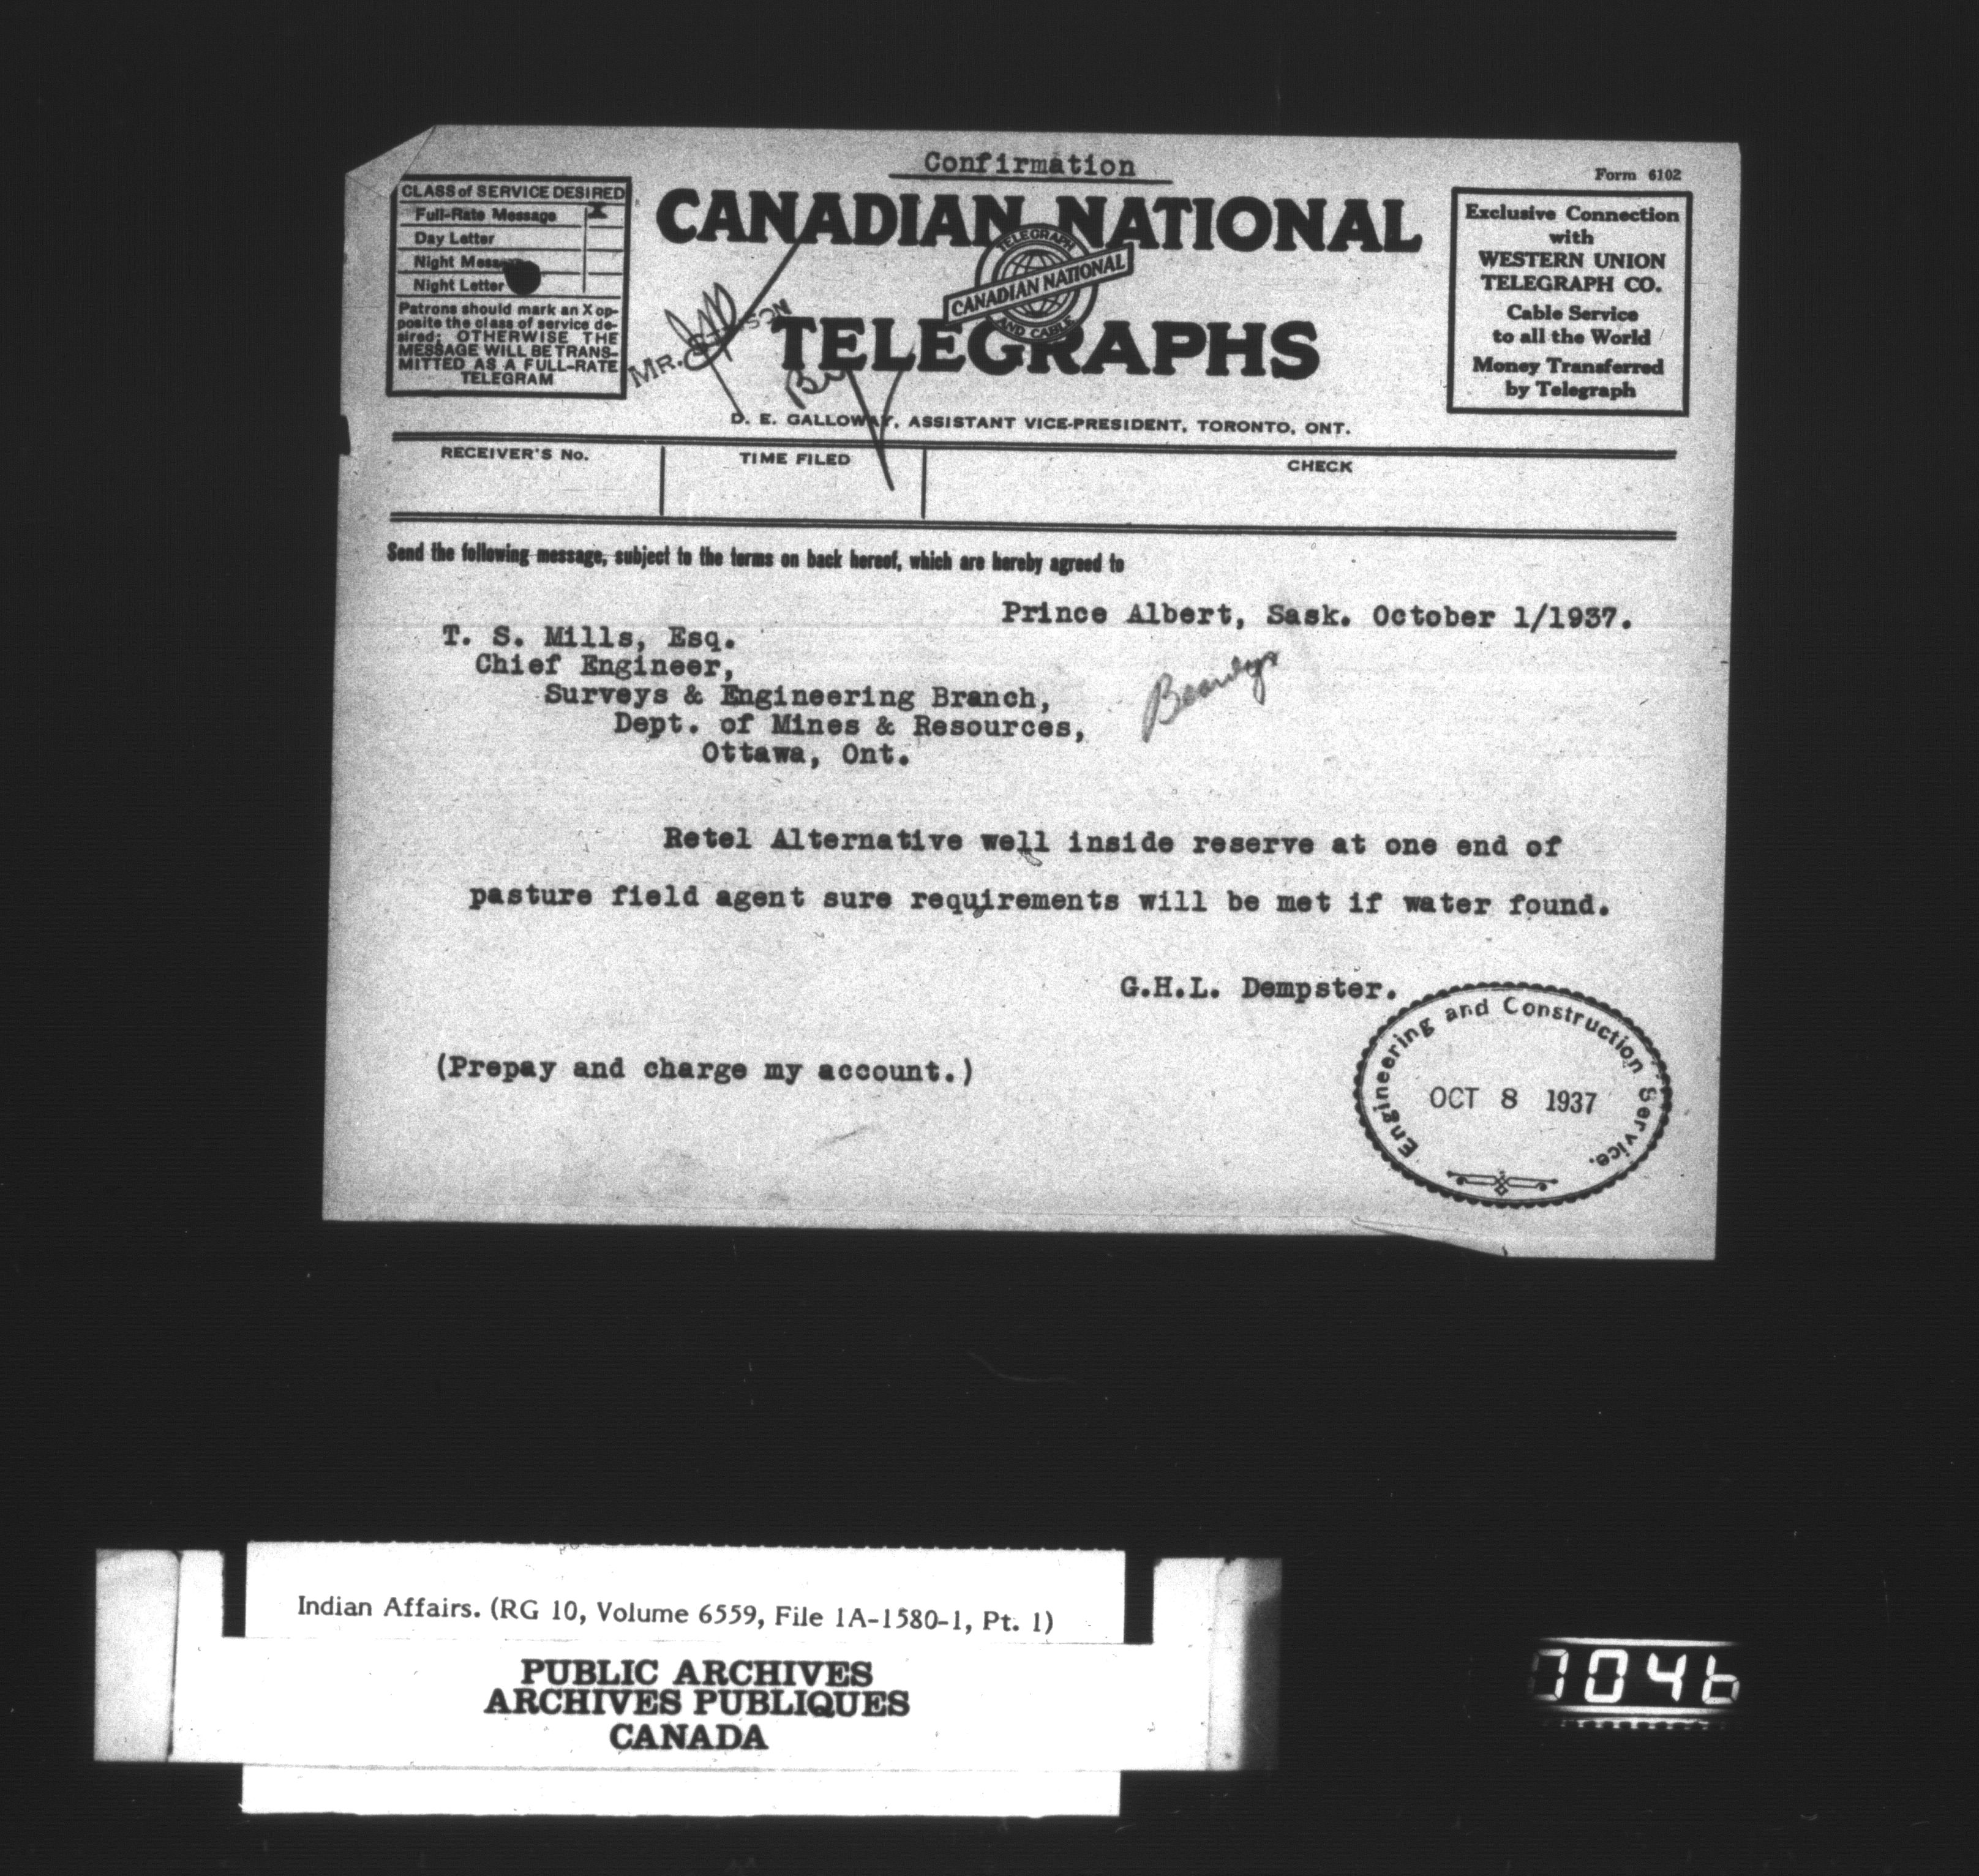 Confirmation
Form 6102
CLASS of SERVICE DESIRED
Full-Rate Message X
Day Letter
Night Message
Night Letter
Patrons should mark an X op-
posite the class of service de-
sired; OTHERWISE THE
MESSAGE WILL BE TRANS-
MITTED AS A FULL-RATE
TELEGRAM
CANADIAN NATIONAL
TELEGRAPH
CANADIAN NATIONAL
AND CABLE
TELEGRAPHS
MR.
D. E. GALLOWAY, ASSISTANT VICE-PRESIDENT, TORONTO, ONT.
Exclusive Connection
with
WESTERN UNION
TELEGRAPH CO.
Cable Service
to all the World
Money Transferred
by Telegraph
RECEIVER'S No.
TIME FILED
CHECK
Send the following message, subject to the terms on back hereof, which are hereby agreed to
Prince Albert, Sask. October 1/1937.
T. S. Mills, Esq.
Chief Engineer,
Surveys & Engineering Branch,
Dept. of Mines & Resources,
Ottawa, Ont.
Retel Alternative well inside reserve at one end of
pasture field agent sure requirements will be met if water found.
G.H.L. Dempster.
(Prepay and charge my account.)
Engineering and Construction Service.
OCT 8 1937
Indian Affairs. (RG 10, Volume 6559, File 1A-1580-1, Pt. 1)
PUBLIC ARCHIVES
ARCHIVES PUBLIQUES
CANADA